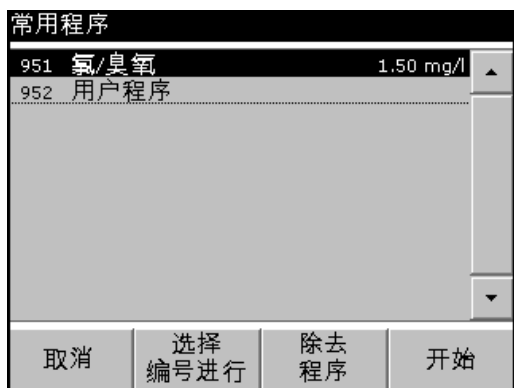 常用程序
951 氯/臭氧 1.50 mg/l
952 用户程序
取消
选择
编号进行
除去
程序
开始